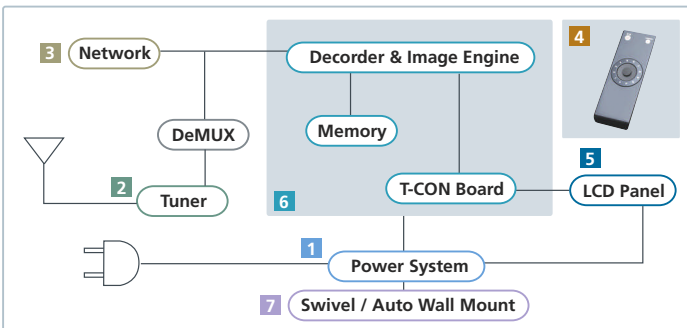 3 Network
Decorder & Image Engine
4
DeMUX
Memory
5
2 Tuner
6
T-CON Board
LCD Panel
1
Power System
7 Swivel / Auto Wall Mount